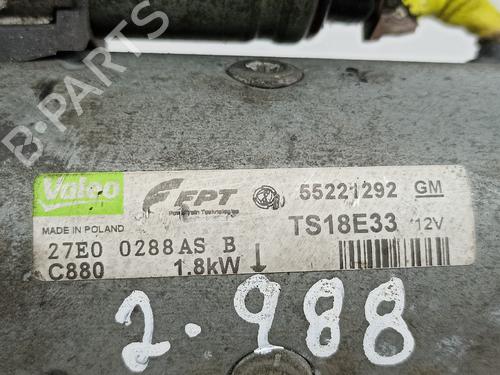 B-PARTS
Valeo
FPT
Powertrain Technologies
55221292 GM
MADE IN POLAND
TS18E33 12V
27E0 0288AS B
C880 1.8kW
2.988